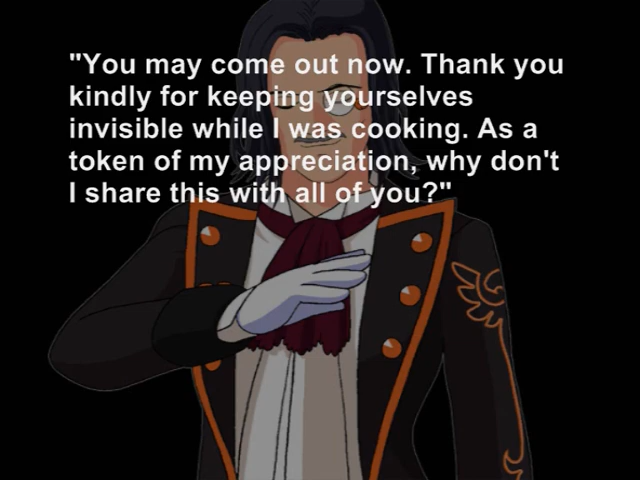 "You may come out now. Thank you
kindly for keeping yourselves
invisible while I was cooking. As a
token of my appreciation, why don't
I share this with all of you?"